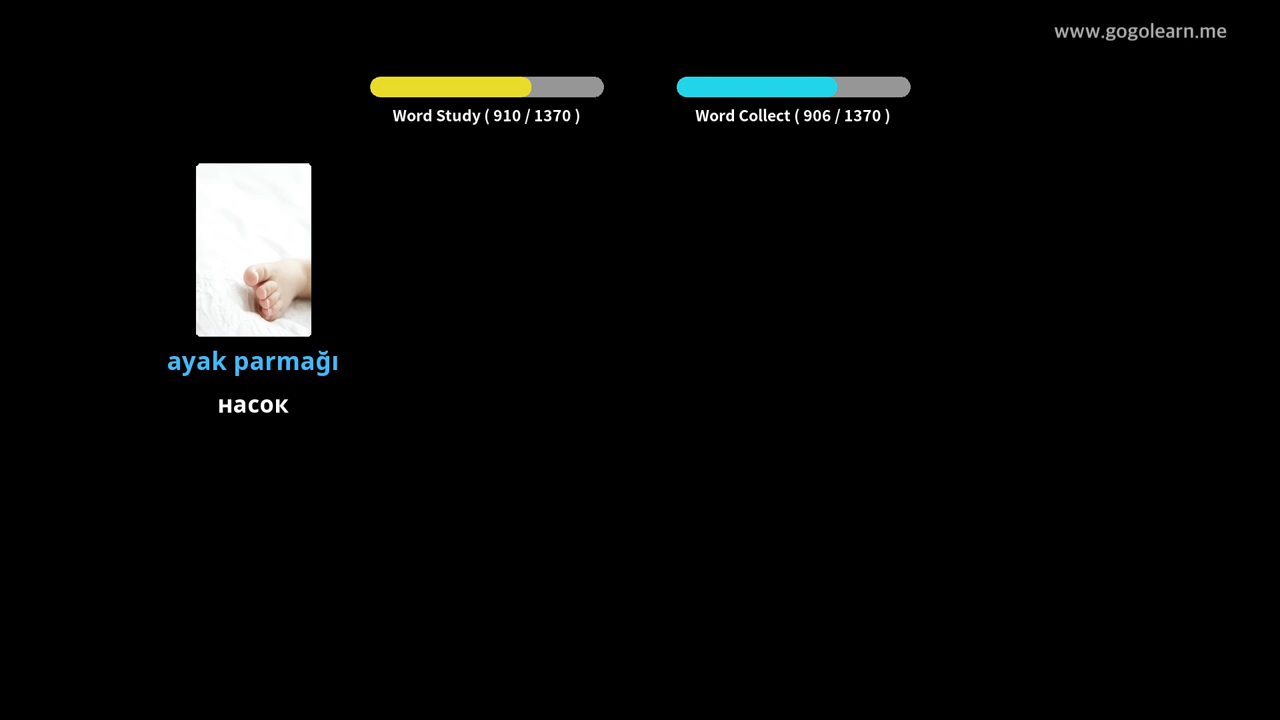 www.gogolearn.me
Word Study ( 910 / 1370 )
Word Collect ( 906 / 1370 )
ayak parmağı
насок